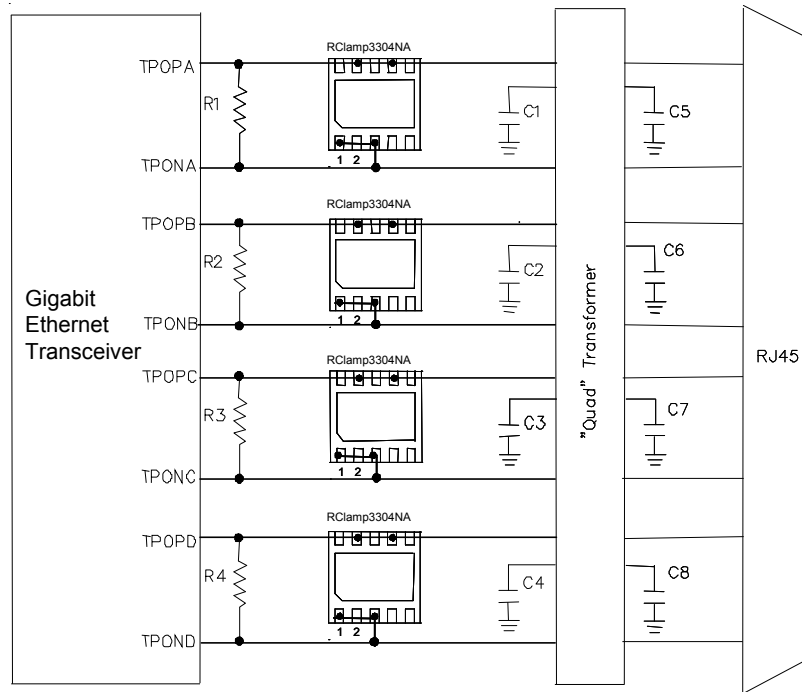 RClamp3304NA
TPOPA
R1
C1
C5
1 2
TPONA
RClamp3304NA
TPOPB
R2
C2
C6
1 2
TPONB
Gigabit
Ethernet
Transceiver
"Quad" Transformer
RJ45
RClamp3304NA
TPOPC
R3
C3
C7
1 2
TPONC
RClamp3304NA
TPOPD
R4
C4
C8
1 2
TPOND